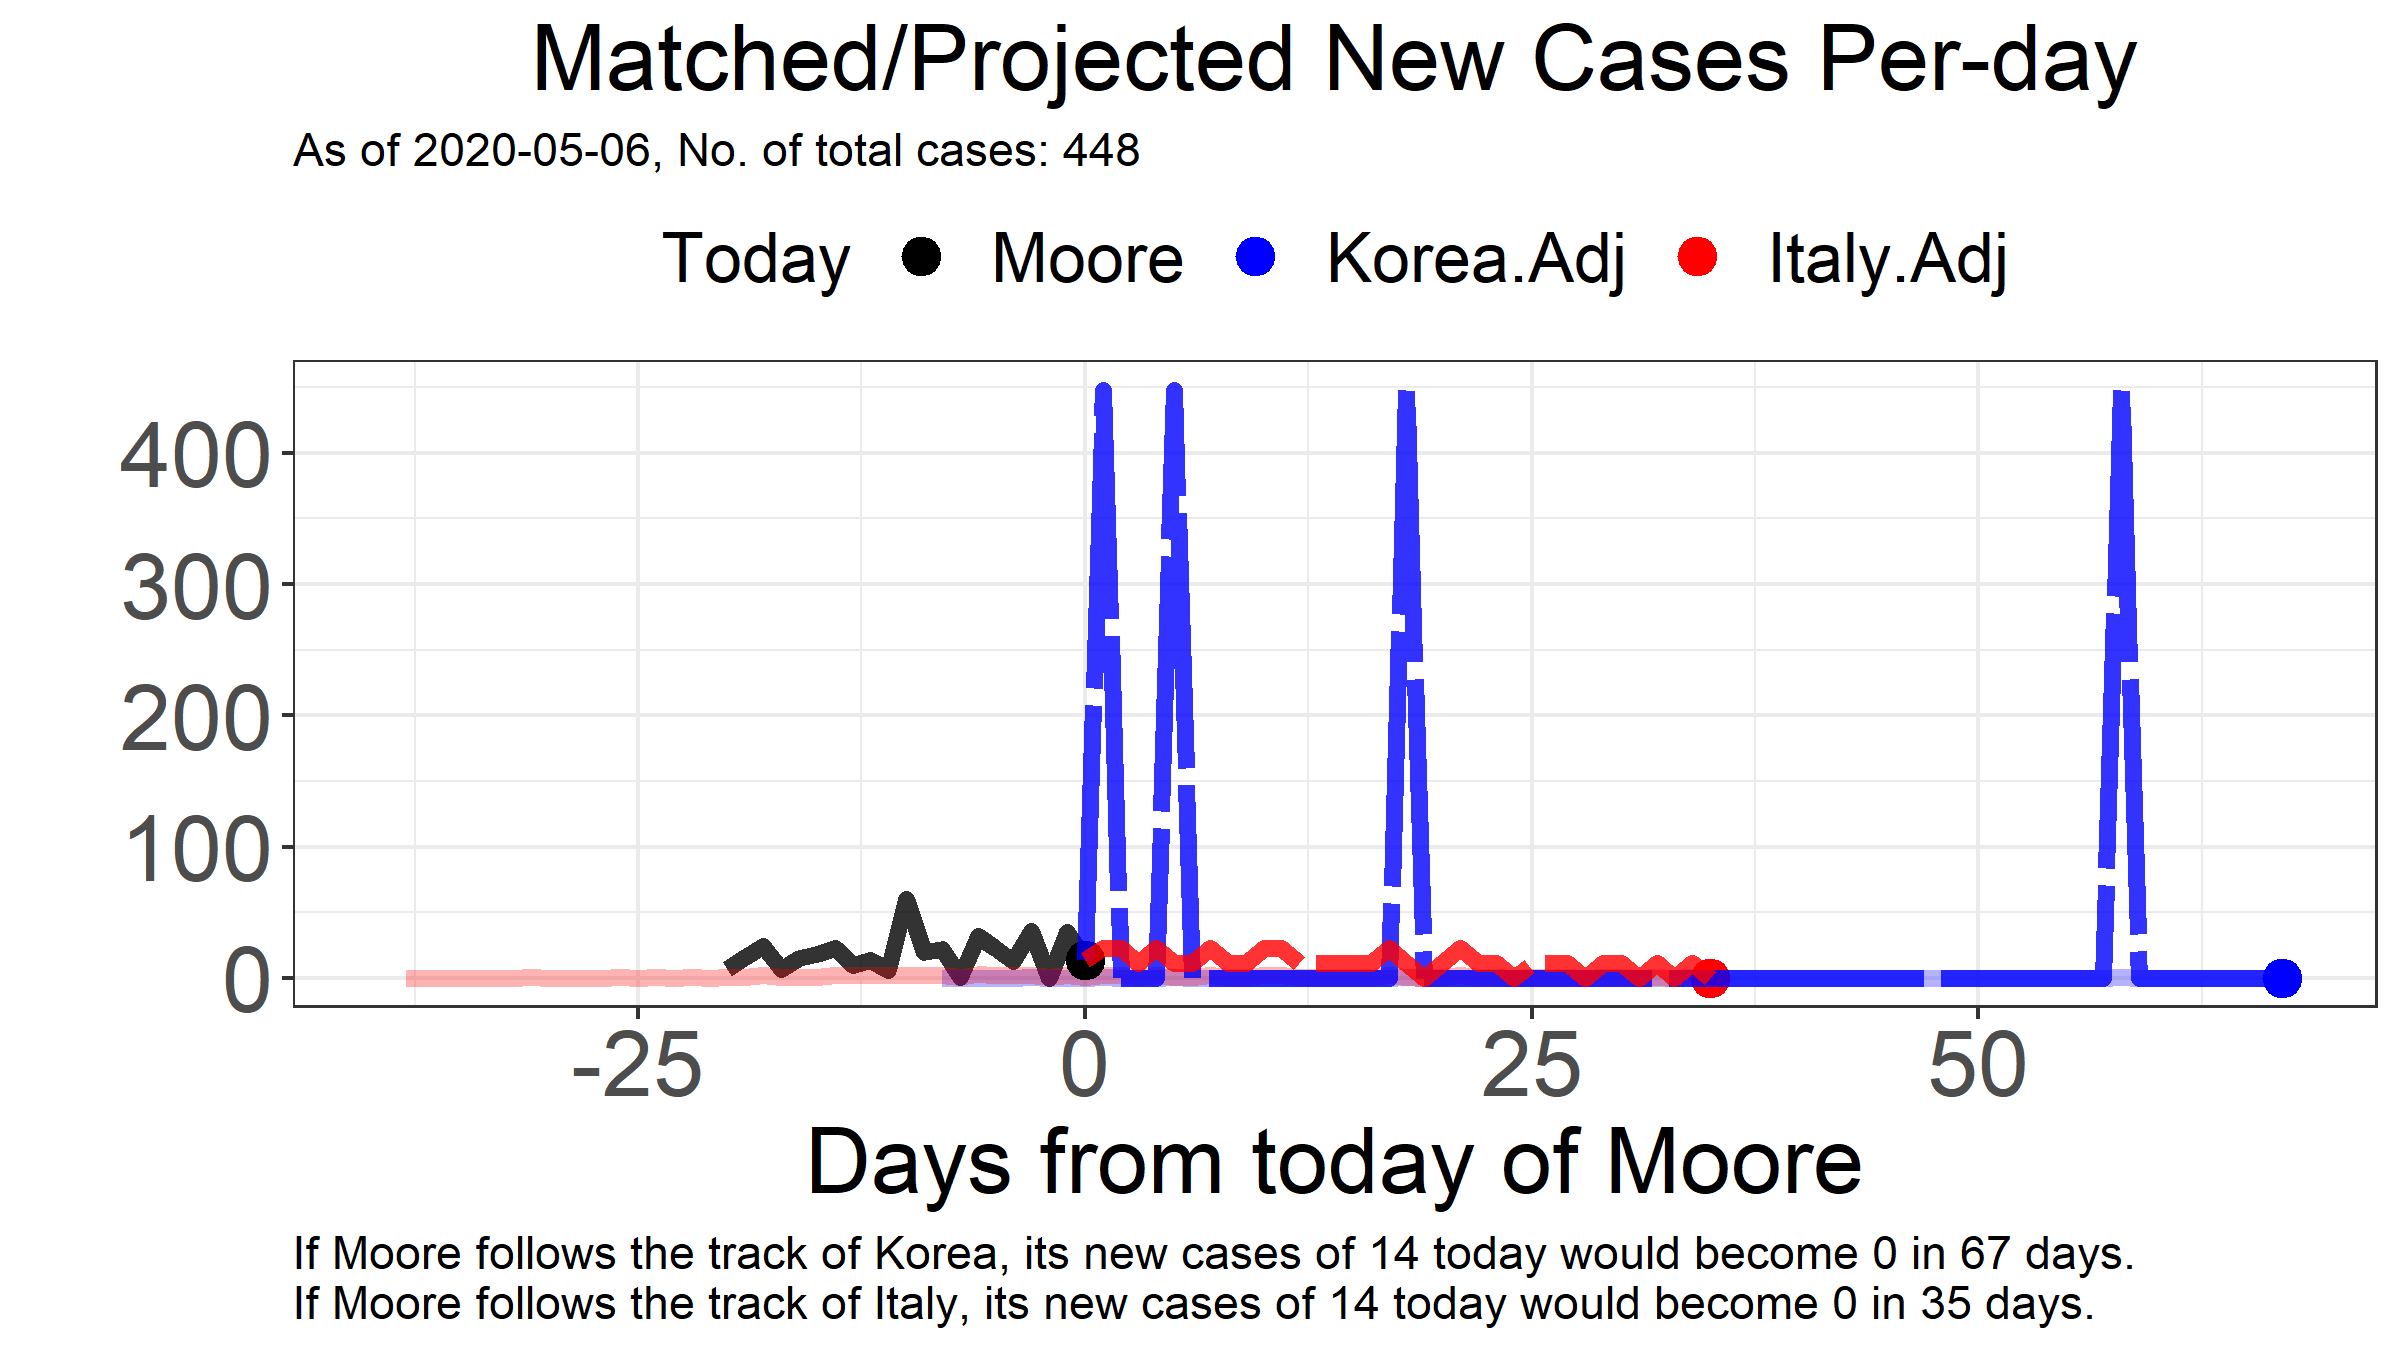 Matched/Projected New Cases Per-day
As of 2020-05-06, No. of total cases: 448
Today Moore Korea.Adj Italy.Adj
400
300
200
100
0
-25 0 25 50
Days from today of Moore
If Moore follows the track of Korea, its new cases of 14 today would become 0 in 67 days.
If Moore follows the track of Italy, its new cases of 14 today would become 0 in 35 days.